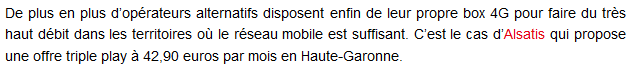 De plus en plus d’opérateurs alternatifs disposent enfin de leur propre box 4G pour faire du très
haut débit dans les territoires où le réseau mobile est suffisant. C’est le cas d’Alsatis qui propose
une offre triple play à 42,90 euros par mois en Haute-Garonne.